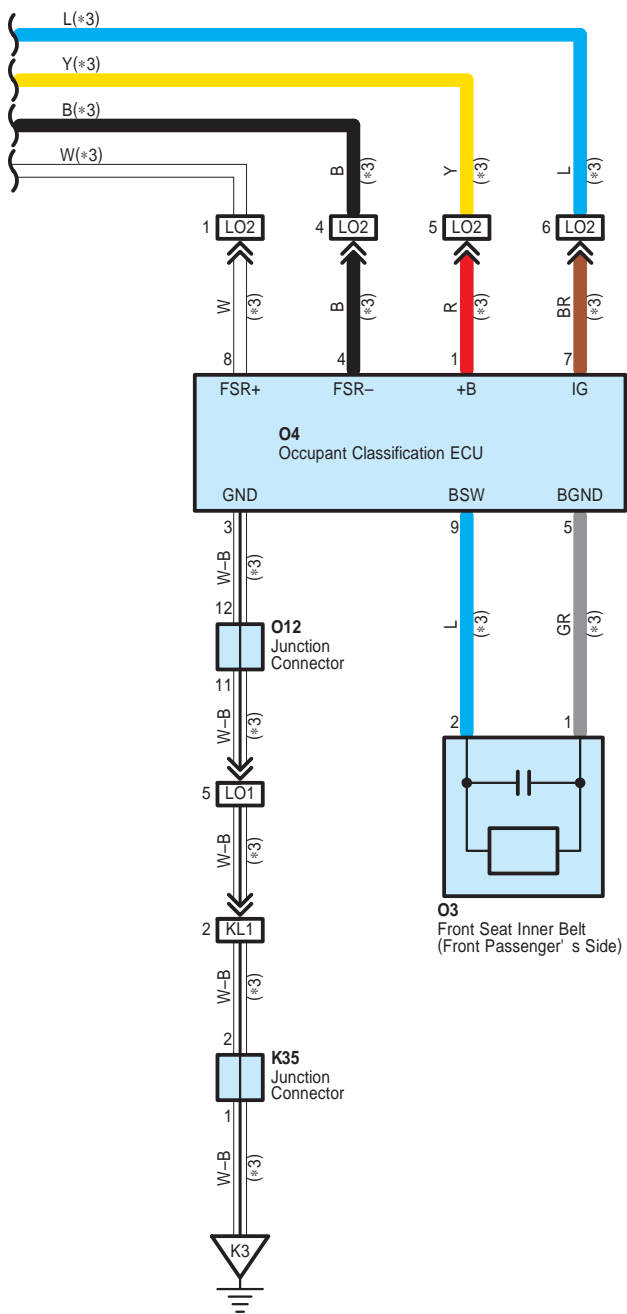 L(*3)
Y(*3)
B(*3)
W(*3)
B (*3) Y (*3) L (*3)
1 LO2 4 LO2 5 LO2 6 LO2
W (*3) B (*3) R (*3) BR (*3)
8 4 1 7
FSR+ FSR– +B IG
O4
Occupant Classification ECU
GND BSW BGND
3 9 5
W–B (*3) L (*3) GR (*3)
12
O12
Junction
Connector
11
W–B (*3)
2 1
5 LO1
W–B (*3)
O3
Front Seat Inner Belt
(Front Passenger' s Side)
2 KL1
W–B (*3)
2
K35
Junction
Connector
1
W–B (*3)
K3